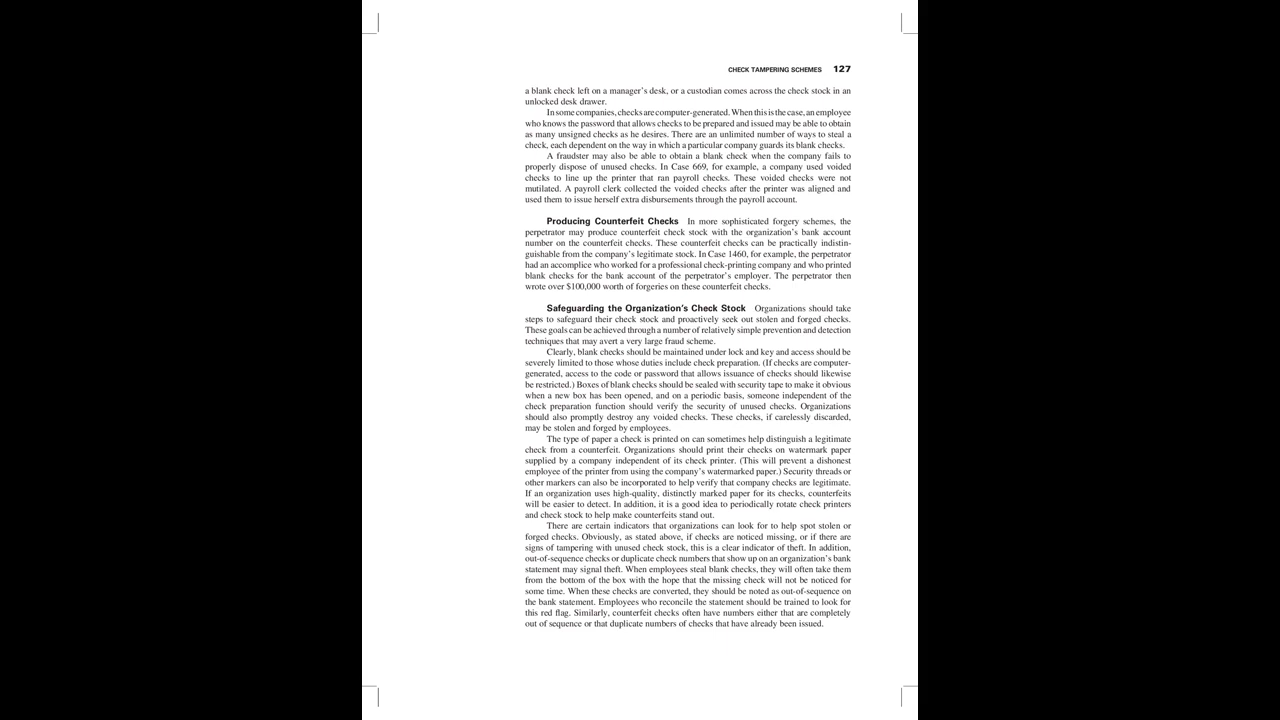 CHECK TAMPERING SCHEMES 127
a blank check left on a manager's desk, or a custodian comes across the check stock in an
unlocked desk drawer.
In some companies, checks are computer-generated. When this is the case, an employee
who knows the password that allows checks to be prepared and issued may be able to obtain
as many unsigned checks as he desires. There are an unlimited number of ways to steal a
check, each dependent on the way in which a particular company guards its blank checks.
A fraudster may also be able to obtain a blank check when the company fails to
properly dispose of unused checks. In Case 669, for example, a company used voided
checks to line up the printer that ran payroll checks. These voided checks were not
mutilated. A payroll clerk collected the voided checks after the printer was aligned and
used them to issue herself extra disbursements through the payroll account.
Producing Counterfeit Checks In more sophisticated forgery schemes, the
perpetrator may produce counterfeit check stock with the organization's bank account
number on the counterfeit checks. These counterfeit checks can be practically indistin-
guishable from the company's legitimate stock. In Case 1460, for example, the perpetrator
had an accomplice who worked for a professional check-printing company and who printed
blank checks for the bank account of the perpetrator's employer. The perpetrator then
wrote over $100,000 worth of forgeries on these counterfeit checks.
Safeguarding the Organization's Check Stock Organizations should take
steps to safeguard their check stock and proactively seek out stolen and forged checks.
These goals can be achieved through a number of relatively simple prevention and detection
techniques that may avert a very large fraud scheme.
Clearly, blank checks should be maintained under lock and key and access should be
severely limited to those whose duties include check preparation. (If checks are computer-
generated, access to the code or password that allows issuance of checks should likewise
be restricted.) Boxes of blank checks should be sealed with security tape to make it obvious
when a new box has been opened, and on a periodic basis, someone independent of the
check preparation function should verify the security of unused checks. Organizations
should also promptly destroy any voided checks. These checks, if carelessly discarded,
may be stolen and forged by employees.
The type of paper a check is printed on can sometimes help distinguish a legitimate
check from a counterfeit. Organizations should print their checks on watermark paper
supplied by a company independent of its check printer. (This will prevent a dishonest
employee of the printer from using the company's watermarked paper.) Security threads or
other markers can also be incorporated to help verify that company checks are legitimate.
If an organization uses high-quality, distinctly marked paper for its checks, counterfeits
will be easier to detect. In addition, it is a good idea to periodically rotate check printers
and check stock to help make counterfeits stand out.
There are certain indicators that organizations can look for to help spot stolen or
forged checks. Obviously, as stated above, if checks are noticed missing, or if there are
signs of tampering with unused check stock, this is a clear indicator of theft. In addition,
out-of-sequence checks or duplicate check numbers that show up on an organization's bank
statement may signal theft. When employees steal blank checks, they will often take them
from the bottom of the box with the hope that the missing check will not be noticed for
some time. When these checks are converted, they should be noted as out-of-sequence on
the bank statement. Employees who reconcile the statement should be trained to look for
this red flag. Similarly, counterfeit checks often have numbers either that are completely
out of sequence or that duplicate numbers of checks that have already been issued.